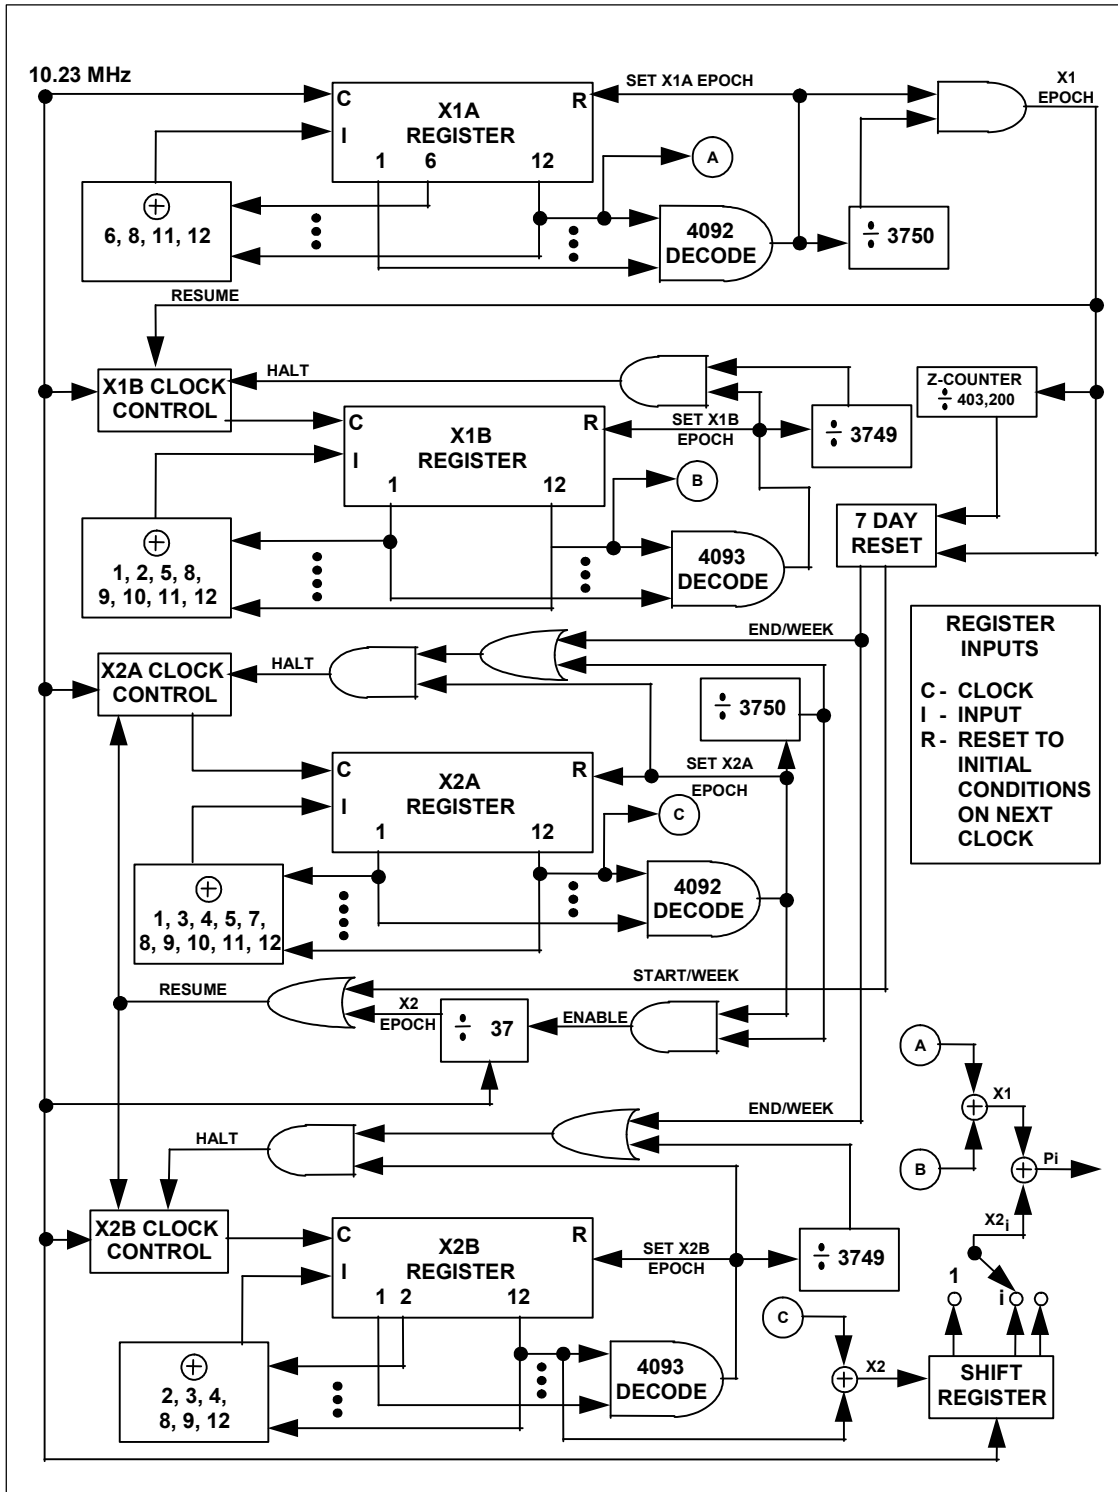 10.23 MHz
C
X1A
REGISTER
R
I
1
6
12
SET X1A EPOCH
X1
EPOCH
A
⊕
6, 8, 11, 12
4092
DECODE
÷ 3750
RESUME
X1B CLOCK
CONTROL
HALT
Z-COUNTER
÷ 403,200
C
X1B
REGISTER
R
I
1
12
SET X1B
EPOCH
÷ 3749
B
⊕
1, 2, 5, 8,
9, 10, 11, 12
4093
DECODE
7 DAY
RESET
END/WEEK
REGISTER
INPUTS
C - CLOCK
I - INPUT
R - RESET TO
INITIAL
CONDITIONS
ON NEXT
CLOCK
X2A CLOCK
CONTROL
HALT
÷ 3750
C
X2A
REGISTER
R
I
1
12
SET X2A
EPOCH
C
⊕
1, 3, 4, 5, 7,
8, 9, 10, 11, 12
4092
DECODE
RESUME
START/WEEK
X2
EPOCH
÷ 37
ENABLE
END/WEEK
HALT
X2B CLOCK
CONTROL
C
X2B
REGISTER
R
I
1
2
12
SET X2B
EPOCH
÷ 3749
⊕
2, 3, 4,
8, 9, 12
4093
DECODE
C
X2
A
X1
B
Pi
X2i
1
i
SHIFT
REGISTER